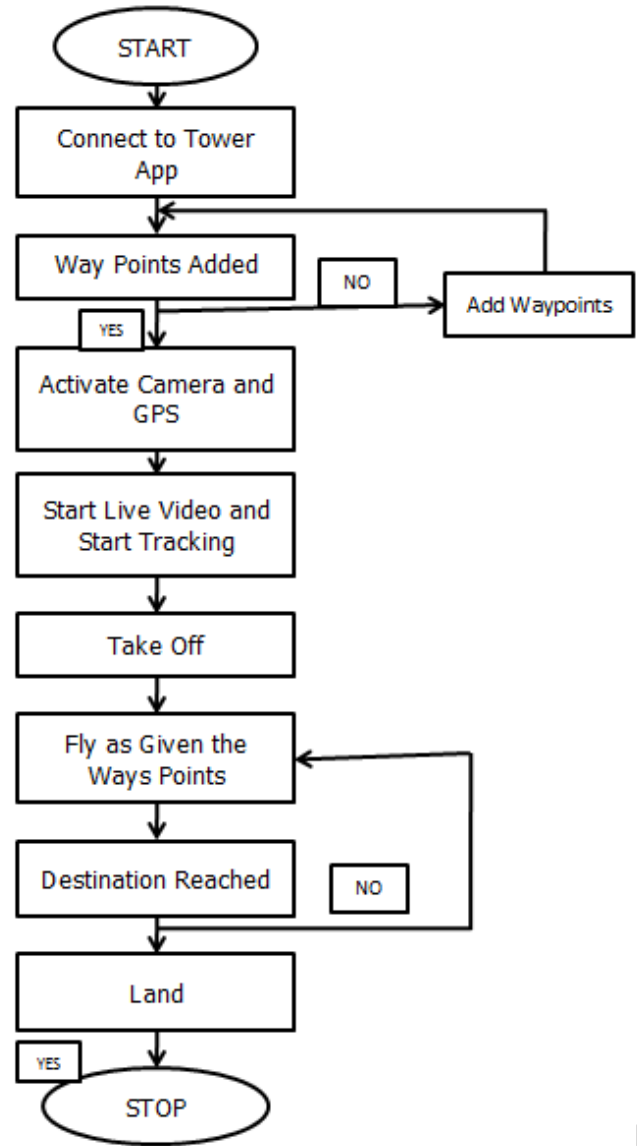 START
Connect to Tower
App
Way Points Added
NO
Add Waypoints
YES
Activate Camera and
GPS
Start Live Video and
Start Tracking
Take Off
Fly as Given the
Ways Points
Destination Reached
NO
Land
YES
STOP